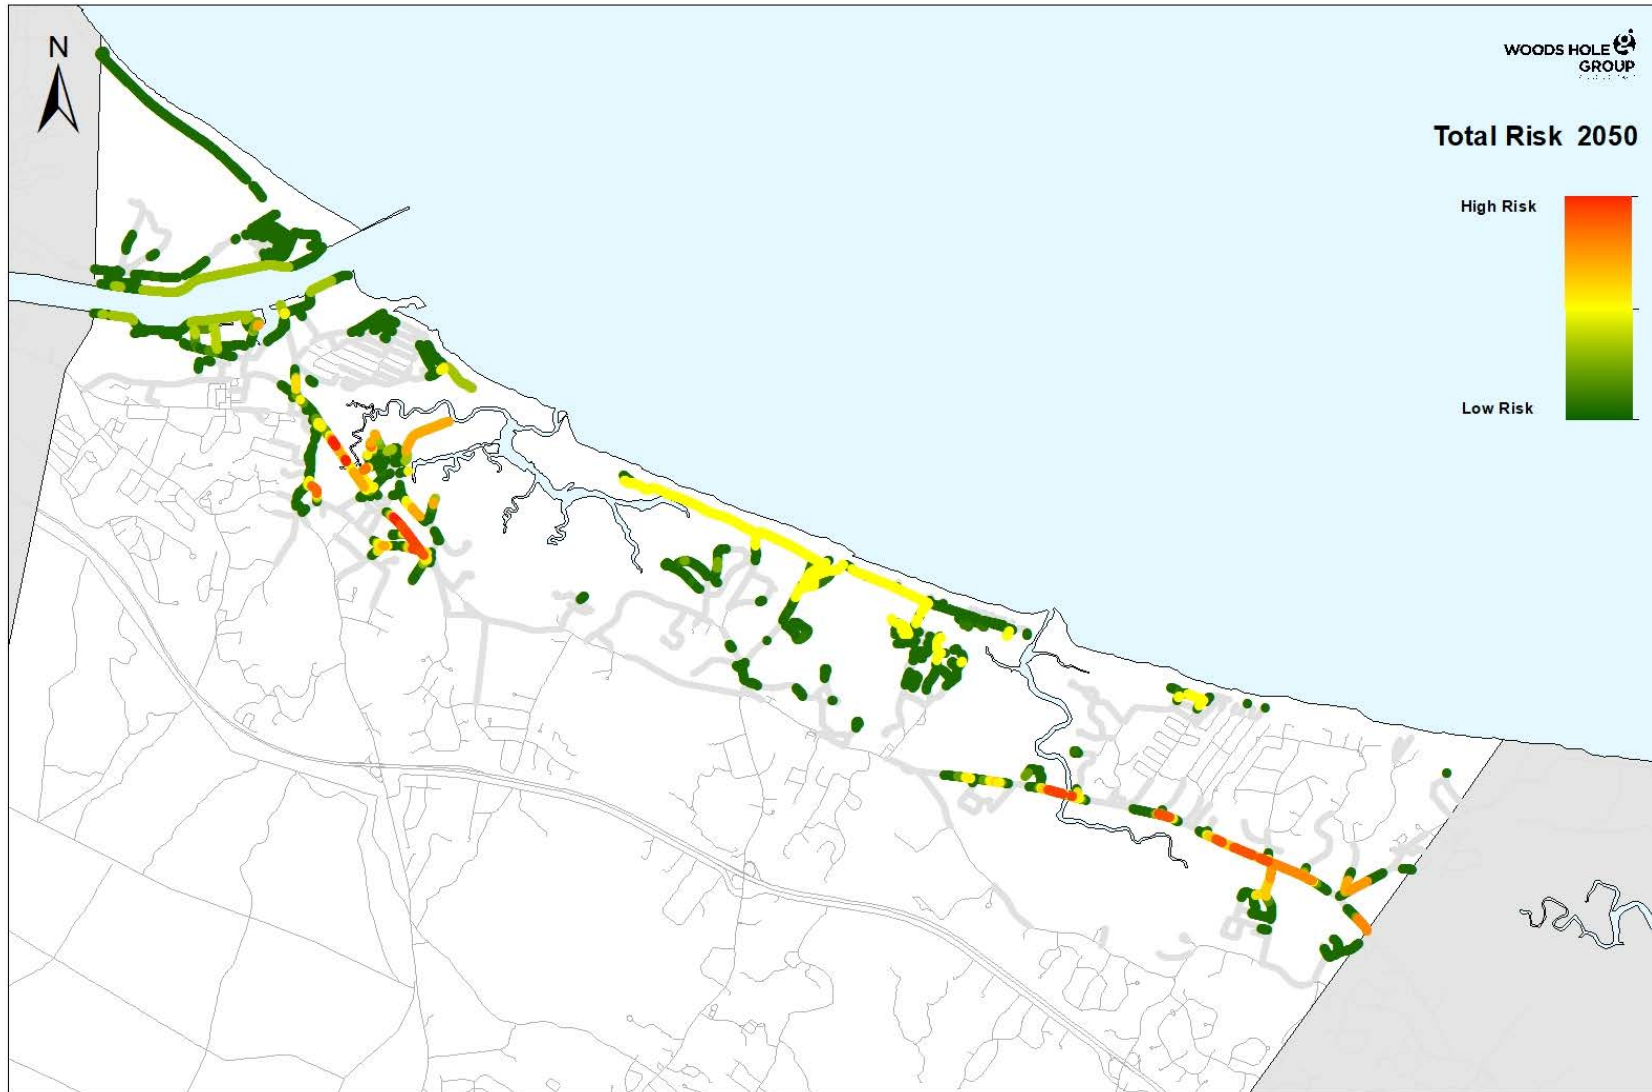 N
WOODS HOLE
GROUP
Total Risk 2050
High Risk
Low Risk